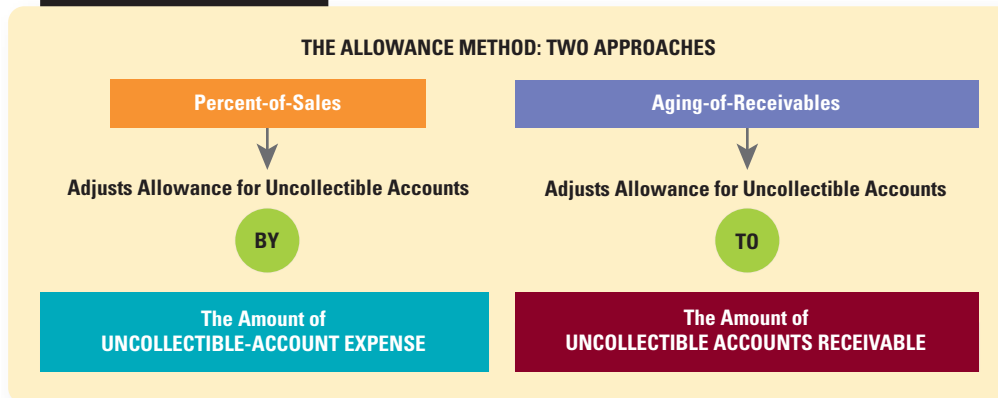 THE ALLOWANCE METHOD: TWO APPROACHES
Percent-of-Sales
Adjusts Allowance for Uncollectible Accounts
BY
The Amount of
UNCOLLECTIBLE-ACCOUNT EXPENSE
Aging-of-Receivables
Adjusts Allowance for Uncollectible Accounts
TO
The Amount of
UNCOLLECTIBLE ACCOUNTS RECEIVABLE